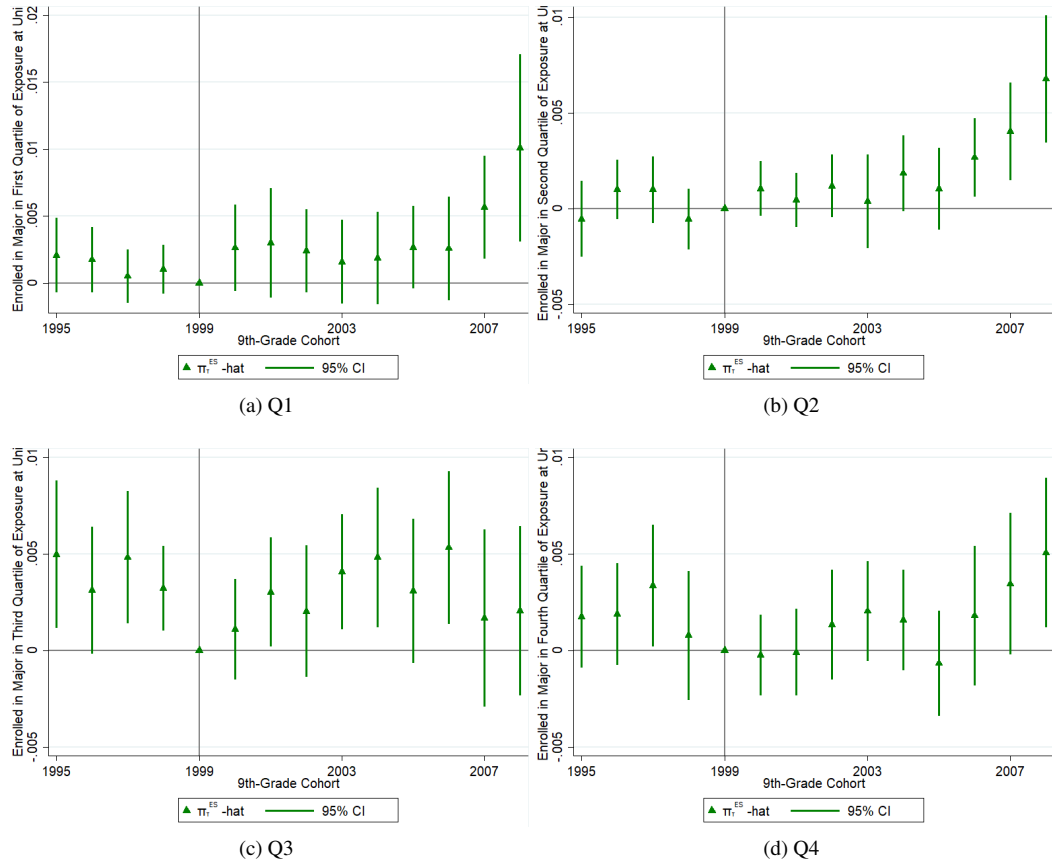 Enrolled in Major in First Quartile of Exposure at Uni
.02
.015
.01
.005
0
1995 1999 2003 2007
9th-Grade Cohort
π_τ^ES -hat 95% CI
(a) Q1
Enrolled in Major in Second Quartile of Exposure at Uni
.01
.005
0
-.005
1995 1999 2003 2007
9th-Grade Cohort
π_τ^ES -hat 95% CI
(b) Q2
Enrolled in Major in Third Quartile of Exposure at Uni
.01
.005
0
-.005
1995 1999 2003 2007
9th-Grade Cohort
π_τ^ES -hat 95% CI
(c) Q3
Enrolled in Major in Fourth Quartile of Exposure at Ur
.01
.005
0
-.005
1995 1999 2003 2007
9th-Grade Cohort
π_τ^ES -hat 95% CI
(d) Q4